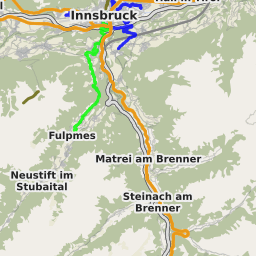 Innsbruck
Fulpmes
Matrei am Brenner
Neustift im
Stubaital
Steinach am
Brenner